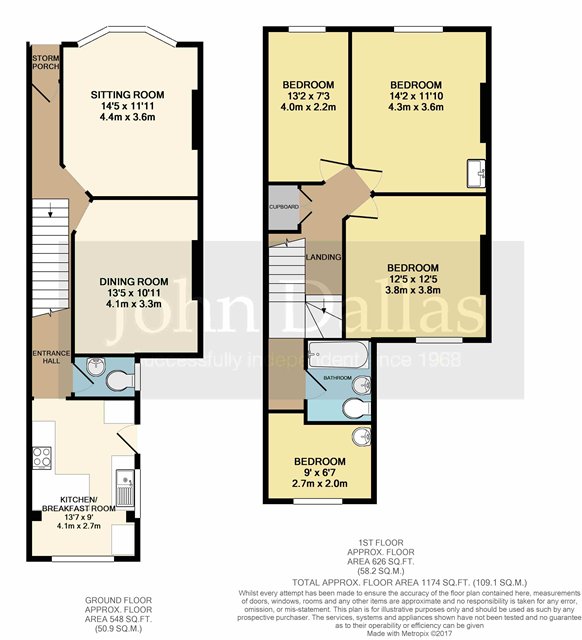 STORM
PORCH
SITTING ROOM
14'5 x 11'11
4.4m x 3.6m
DINING ROOM
13'5 x 10'11
4.1m x 3.3m
ENTRANCE
HALL
KITCHEN/
BREAKFAST ROOM
13'7 x 9'
4.1m x 2.7m
GROUND FLOOR
APPROX. FLOOR
AREA 548 SQ.FT.
(50.9 SQ.M.)
BEDROOM
13'2 x 7'3
4.0m x 2.2m
BEDROOM
14'2 x 11'10
4.3m x 3.6m
CUPBOARD
LANDING
BEDROOM
12'5 x 12'5
3.8m x 3.8m
BATHROOM
BEDROOM
9' x 6'7
2.7m x 2.0m
John Dallas
successfully independent since 1968
1ST FLOOR
APPROX. FLOOR
AREA 626 SQ.FT.
(58.2 SQ.M.)
TOTAL APPROX. FLOOR AREA 1174 SQ.FT. (109.1 SQ.M.)
Whilst every attempt has been made to ensure the accuracy of the floor plan contained here, measurements
of doors, windows, rooms and any other items are approximate and no responsibility is taken for any error,
omission, or mis-statement. This plan is for illustrative purposes only and should be used as such by any
prospective purchaser. The services, systems and appliances shown have not been tested and no guarantee
as to their operability or efficiency can be given
Made with Metropix ©2017